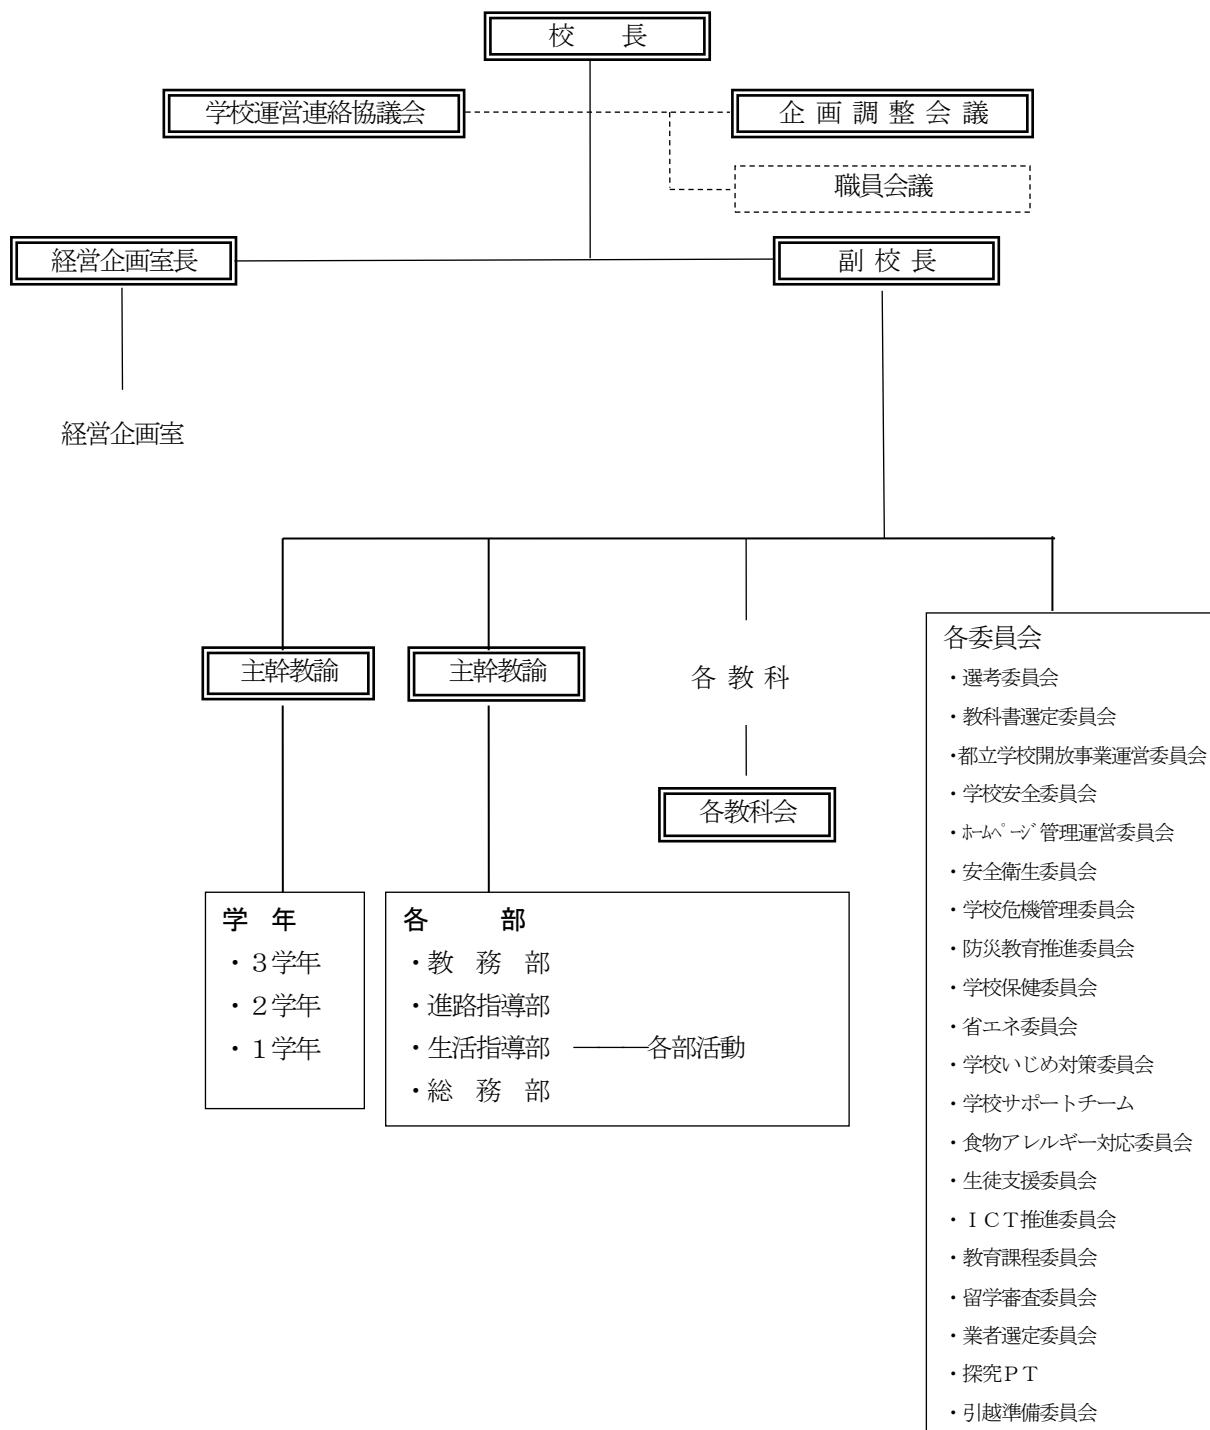 校　　長
学校運営連絡協議会
企 画 調 整 会 議
職員会議
経営企画室長
副 校 長
経営企画室
主幹教諭
主幹教諭
各 教 科
各教科会
学　年
・３学年
・２学年
・１学年
各　　　部
・教　務　部
・進路指導部
・生活指導部　―――各部活動
・総　務　部
各委員会
・選考委員会
・教科書選定委員会
・都立学校開放事業運営委員会
・学校安全委員会
・ﾎｰﾑﾍﾟｰｼﾞ管理運営委員会
・安全衛生委員会
・学校危機管理委員会
・防災教育推進委員会
・学校保健委員会
・省エネ委員会
・学校いじめ対策委員会
・学校サポートチーム
・食物アレルギー対応委員会
・生徒支援委員会
・ＩＣＴ推進委員会
・教育課程委員会
・留学審査委員会
・業者選定委員会
・探究ＰＴ
・引越準備委員会